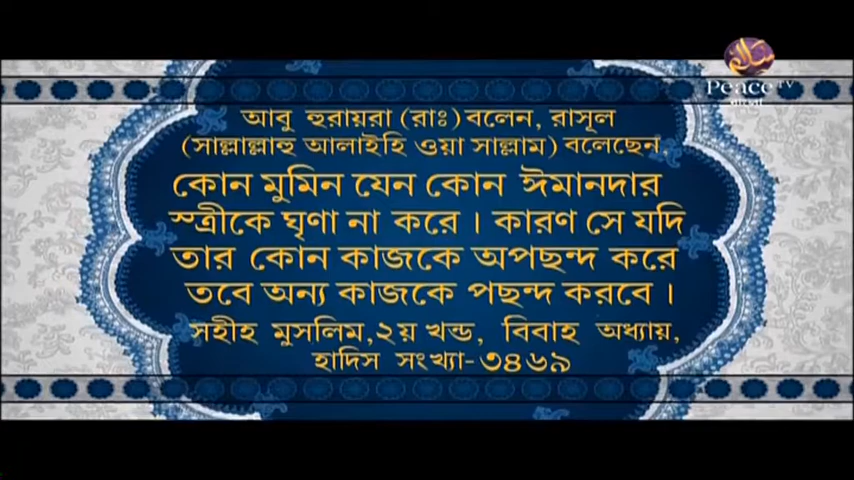 سلام
Peace TV
বাংলা
আবু হুরায়রা (রাঃ) বলেন, রাসূল
(সাল্লাল্লাহু আলাইহি ওয়া সাল্লাম) বলেছেন,
কোন মুমিন যেন কোন ঈমানদার
স্ত্রীকে ঘৃণা না করে । কারণ সে যদি
তার কোন কাজকে অপছন্দ করে
তবে অন্য কাজকে পছন্দ করবে ।
সহীহ মুসলিম,২য় খন্ড, বিবাহ অধ্যায়,
হাদিস সংখ্যা-৩৪৬৯